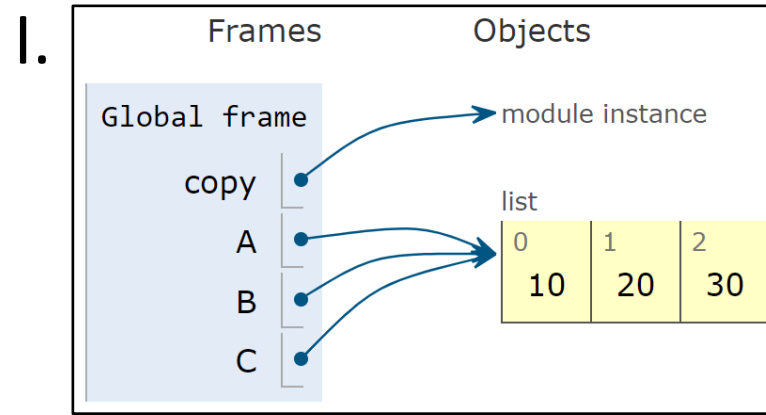 I.
Frames Objects
Global frame
module instance
copy
list
A
0 1 2
10 20 30
B
C